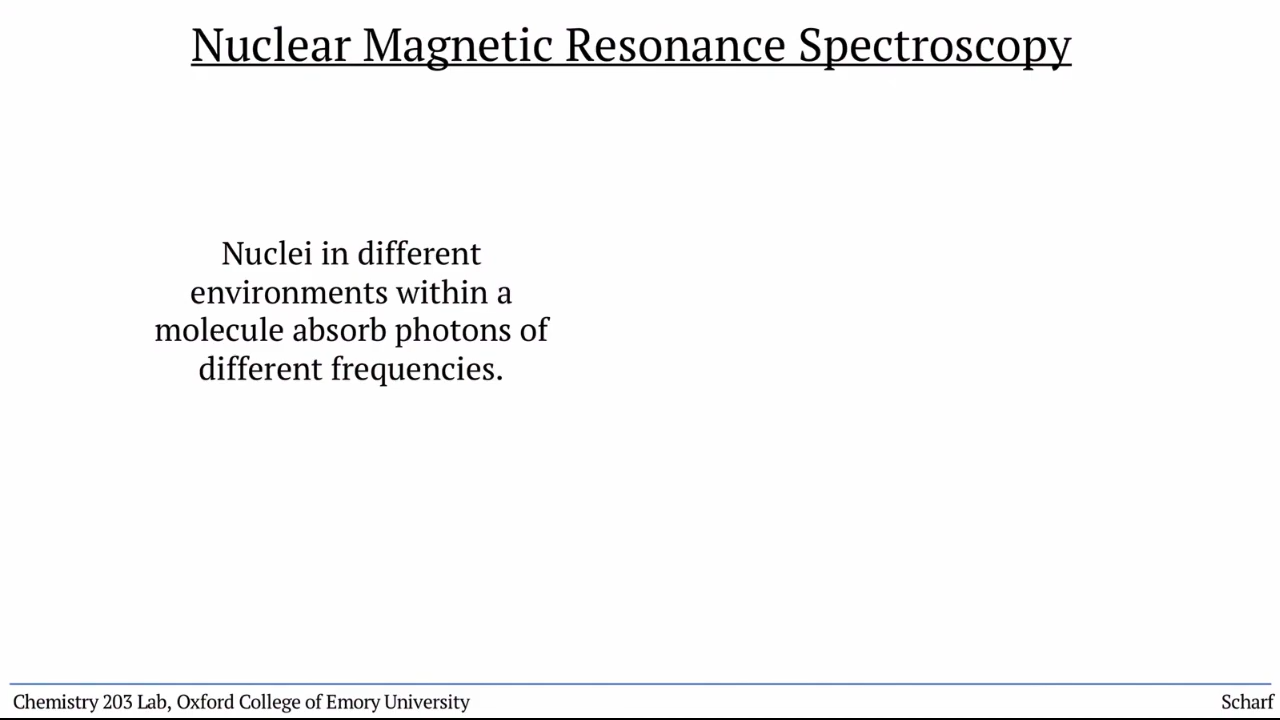 Nuclear Magnetic Resonance Spectroscopy
Nuclei in different
environments within a
molecule absorb photons of
different frequencies.
Chemistry 203 Lab, Oxford College of Emory University
Scharf